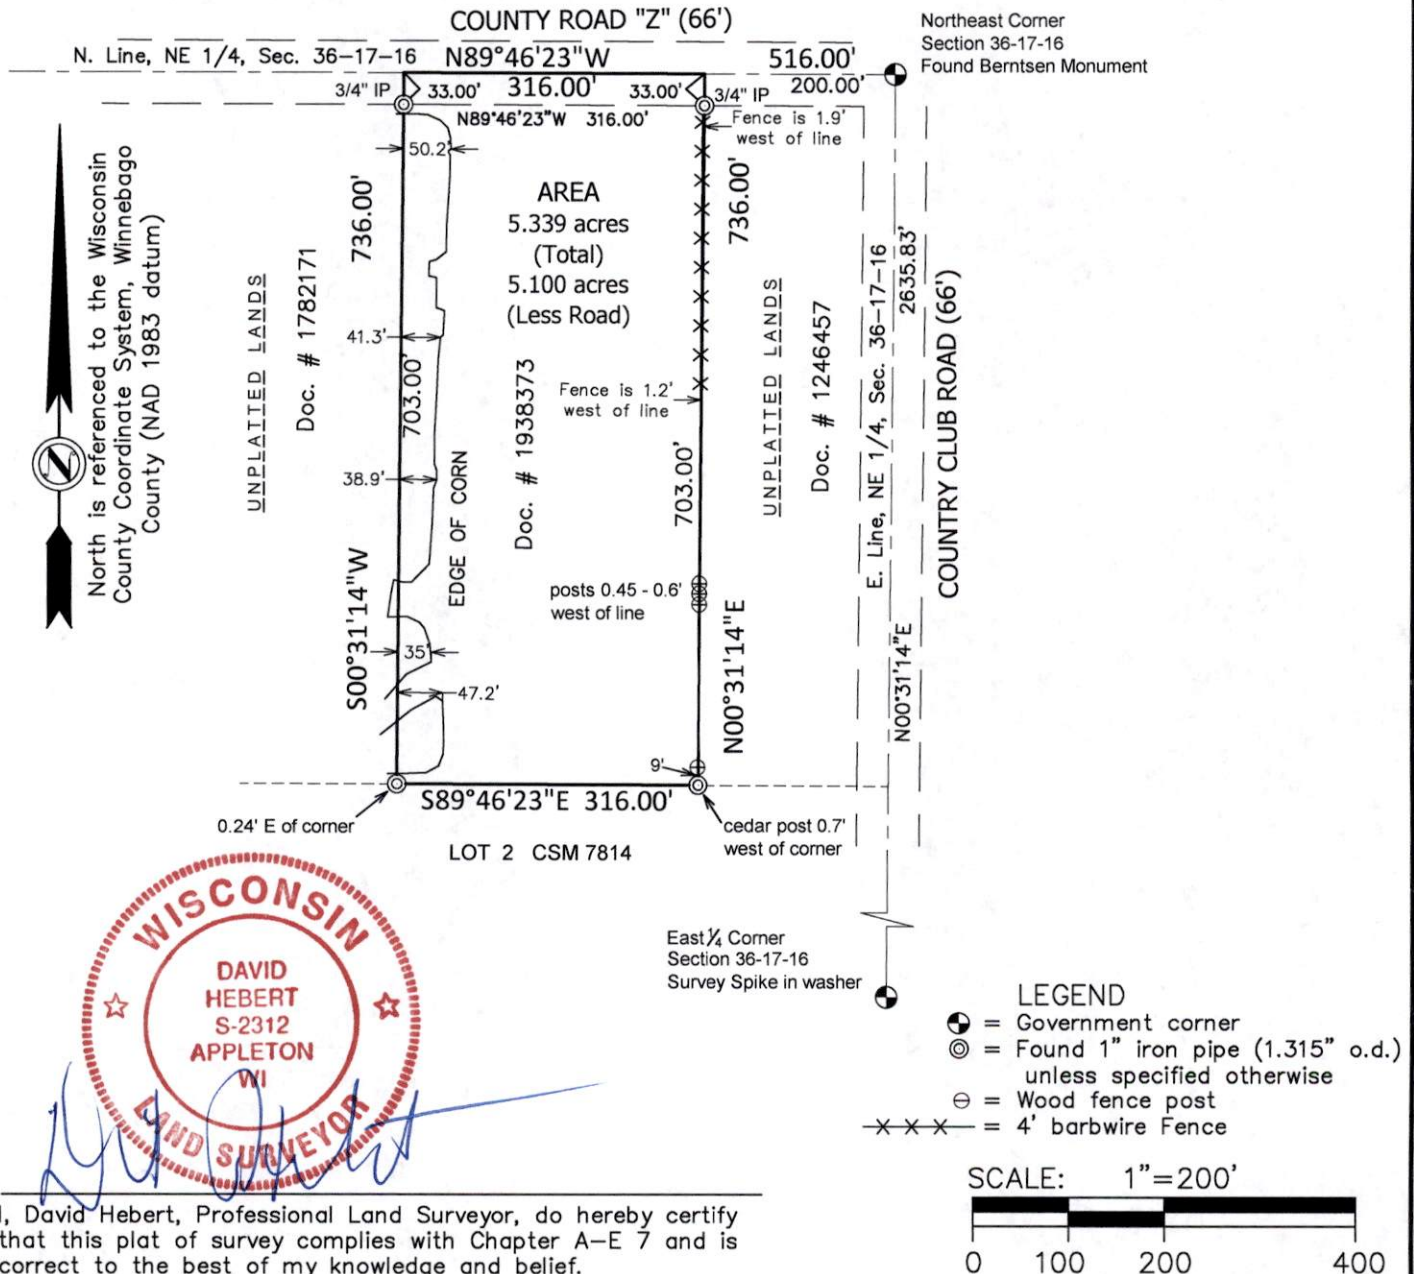 COUNTY ROAD "Z" (66')
N. Line, NE 1/4, Sec. 36-17-16
N89°46'23"W
516.00'
Northeast Corner
Section 36-17-16
Found Berntsen Monument
3/4" IP
33.00'
316.00'
33.00'
3/4" IP
200.00'
N89°46'23"W 316.00'
Fence is 1.9'
west of line
50.2'
North is referenced to the Wisconsin
County Coordinate System, Winnebago
County (NAD 1983 datum)
N
UNPLATTED LANDS
Doc. # 1782171
736.00'
AREA
5.339 acres
(Total)
5.100 acres
(Less Road)
736.00'
41.3'
703.00'
Doc. # 1938373
Fence is 1.2'
west of line
UNPLATTED LANDS
Doc. # 1246457
E. Line, NE 1/4, Sec. 36-17-16
2635.83'
COUNTRY CLUB ROAD (66')
38.9'
EDGE OF CORN
703.00'
posts 0.45 - 0.6'
west of line
S00°31'14"W
35'
47.2'
N00°31'14"E
N00°31'14"E
9'
S89°46'23"E 316.00'
0.24' E of corner
cedar post 0.7'
west of corner
LOT 2 CSM 7814
WISCONSIN
DAVID
HEBERT
S-2312
APPLETON
WI
LAND SURVEYOR
East 1/4 Corner
Section 36-17-16
Survey Spike in washer
LEGEND
= Government corner
= Found 1" iron pipe (1.315" o.d.)
unless specified otherwise
= Wood fence post
= 4' barbwire Fence
SCALE: 1"=200'
0 100 200 400
I, David Hebert, Professional Land Surveyor, do hereby certify
that this plat of survey complies with Chapter A-E 7 and is
correct to the best of my knowledge and belief.